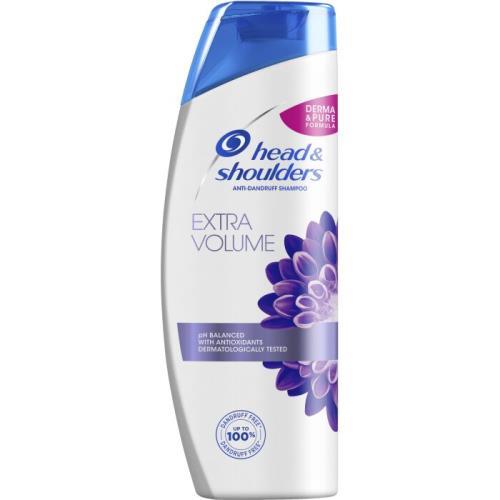 DERMA
& PURE
FORMULA
head &
shoulders
ANTI-DANDRUFF SHAMPOO
EXTRA
VOLUME
pH BALANCED
WITH ANTIOXIDANTS
DERMATOLOGICALLY TESTED
DANDRUFF FREE*
UP TO
100%
DANDRUFF FREE*